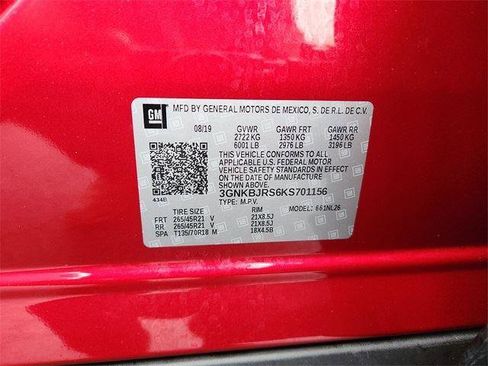 GM MFD BY GENERAL MOTORS DE MEXICO, S. DE R.L. DE C.V.
08/19 GVWR GAWR FRT GAWR RR
2722 KG 1350 KG 1450 KG
6001 LB 2976 LB 3196 LB
THIS VEHICLE CONFORMS TO ALL
APPLICABLE U.S. FEDERAL MOTOR
VEHICLE SAFETY STANDARDS IN EFFECT ON
THE DATE OF MANUFACTURE SHOWN ABOVE.
3GNKBJRS6KS701156
434B TYPE: M.P.V. MODEL:
TIRE SIZE RIM
FRT 265/45R21 V 21X8.5J
RR 265/45R21 V 21X8.5J
SPA T135/70R18 M 18X4.5B